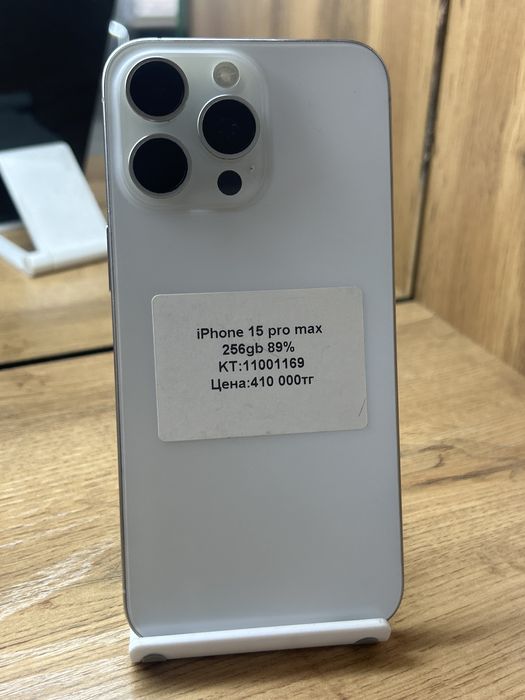 iPhone 15 pro max
256gb 89%
КТ:11001169
Цена:410 000тг